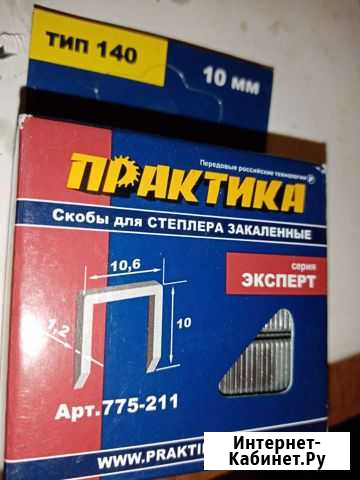 ТИП 140
10 мм
Передовые российские технологии
ПРАКТИКА
Скобы для СТЕПЛЕРА ЗАКАЛЕННЫЕ
серия
ЭКСПЕРТ
10,6
10
1,2
Арт.775-211
WWW.PRAKTI
Интернет-
Кабинет.Ру